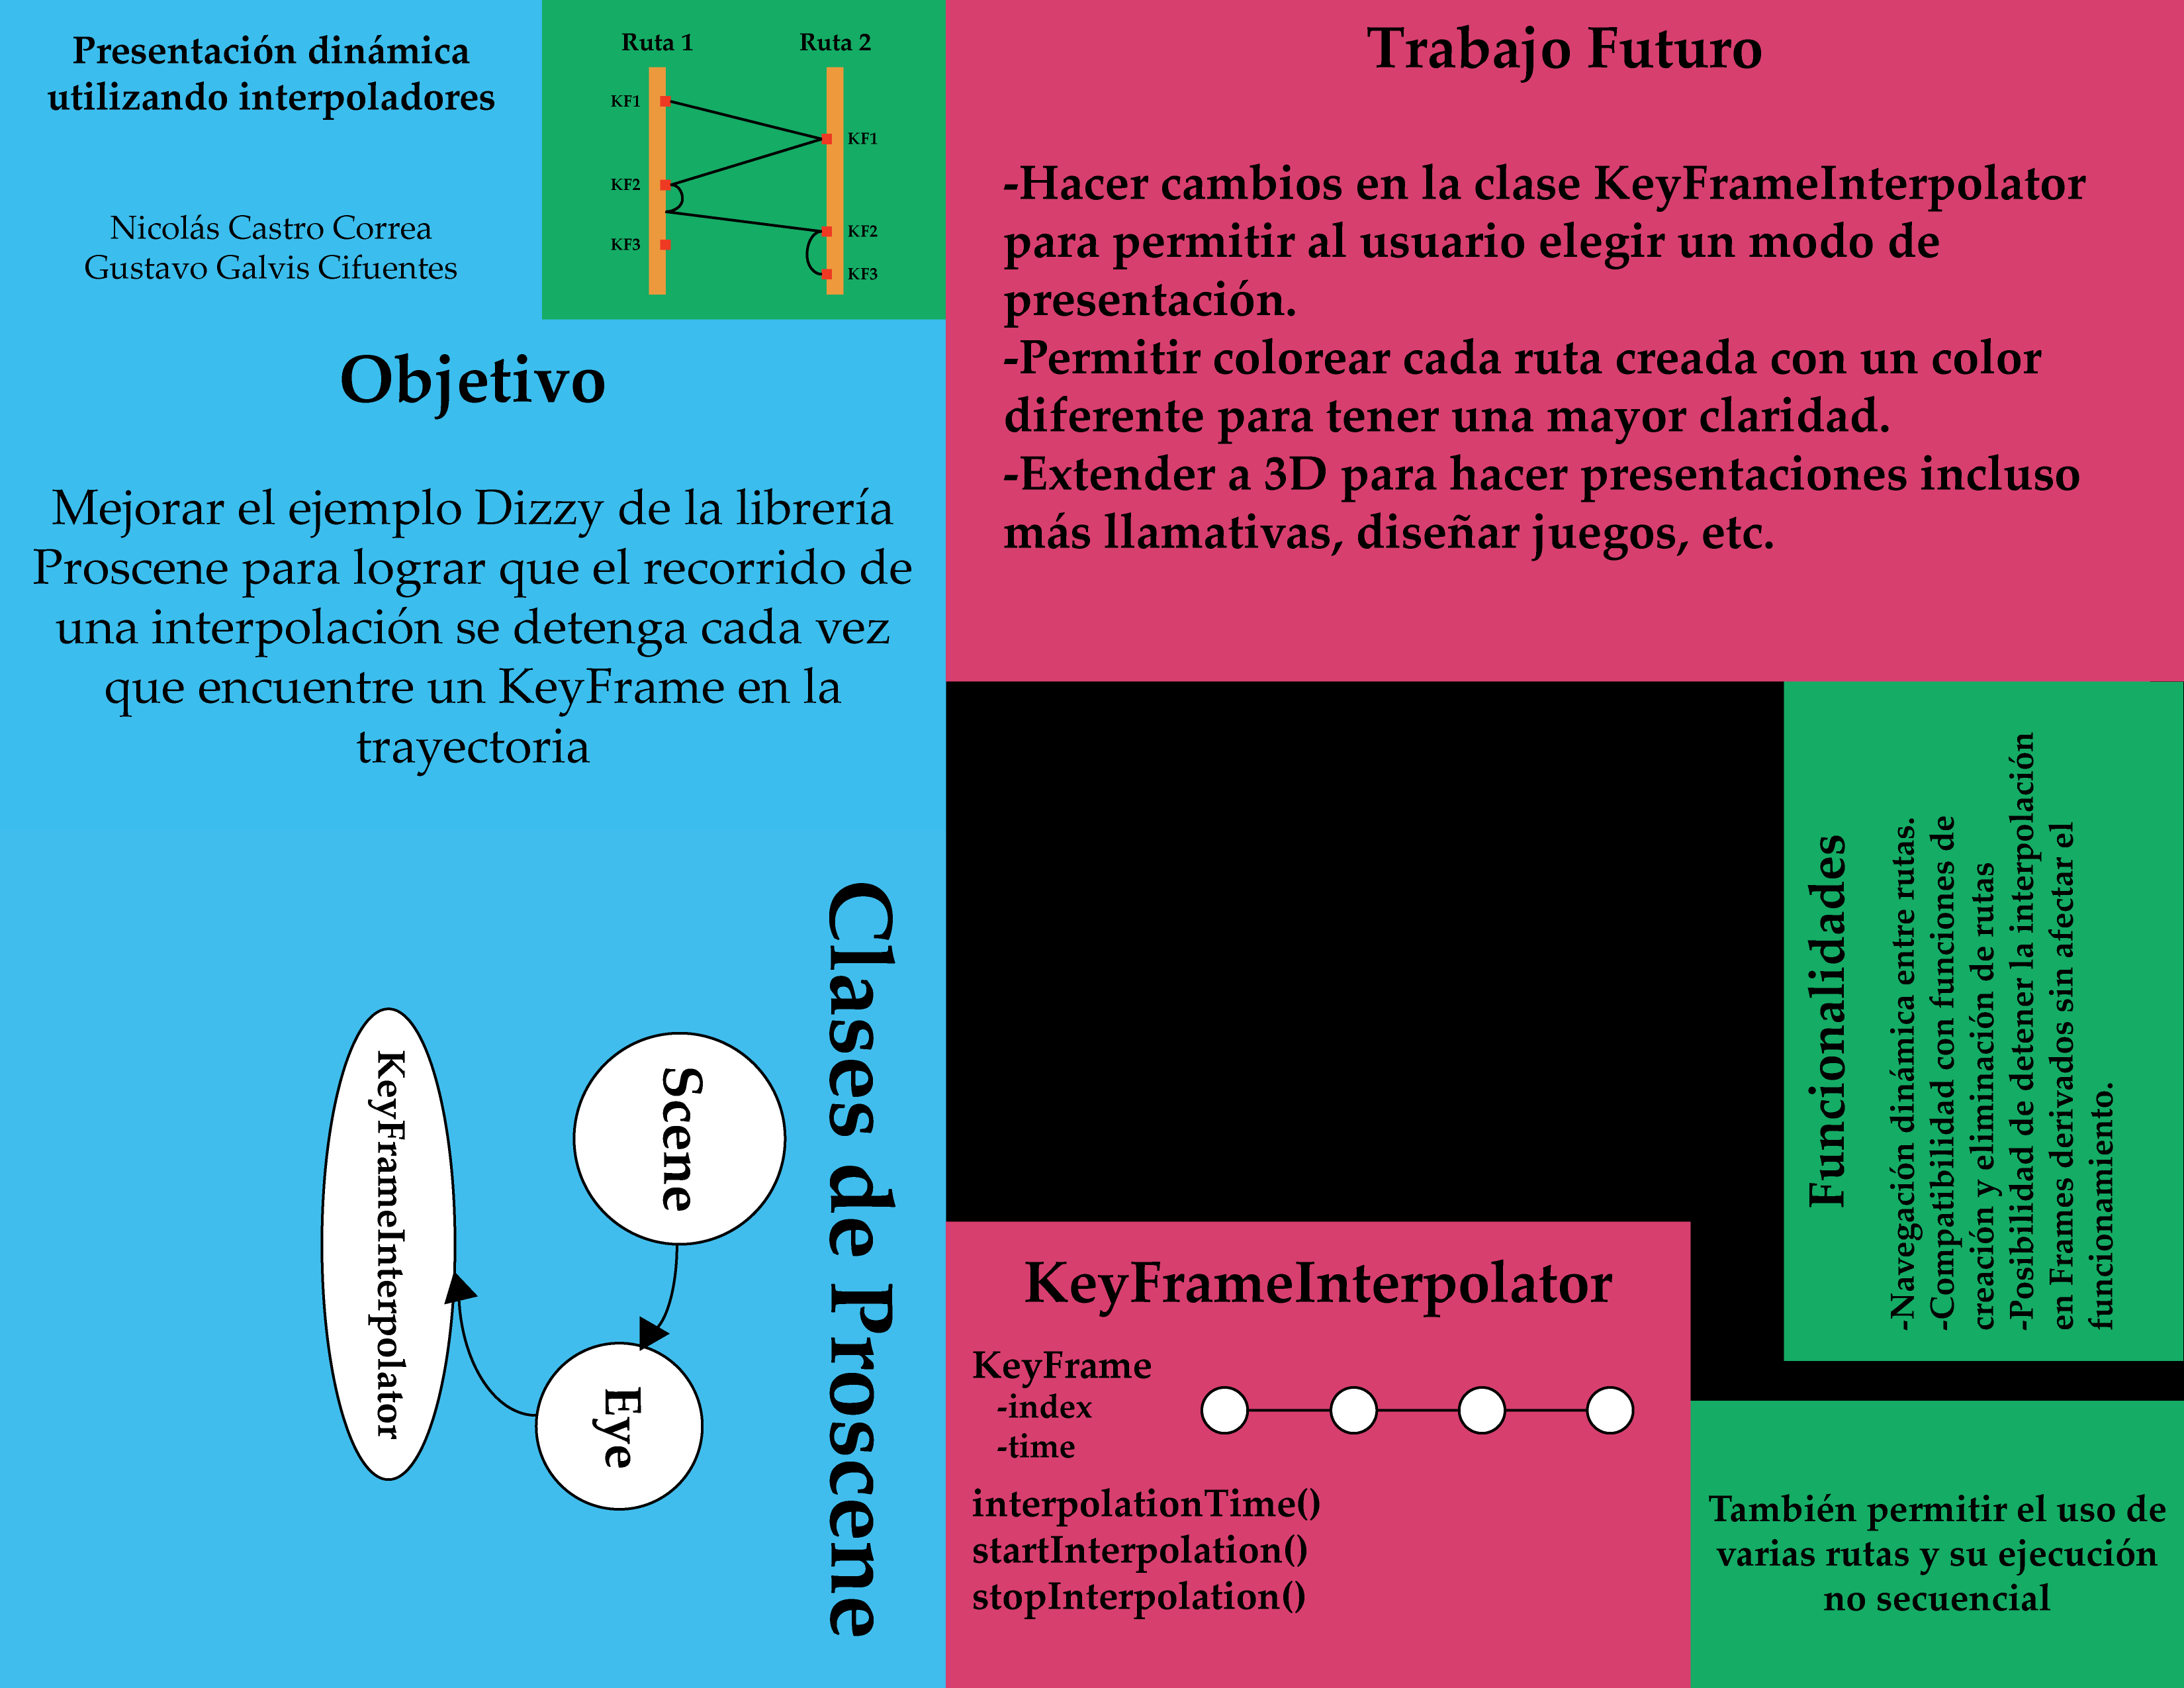 Presentación dinámica
utilizando interpoladores
Nicolás Castro Correa
Gustavo Galvis Cifuentes
Ruta 1
Ruta 2
KF1
KF1
KF2
KF2
KF3
KF3
Objetivo
Mejorar el ejemplo Dizzy de la librería
Proscene para lograr que el recorrido de
una interpolación se detenga cada vez
que encuentre un KeyFrame en la
trayectoria
Trabajo Futuro
-Hacer cambios en la clase KeyFrameInterpolator
para permitir al usuario elegir un modo de
presentación.
-Permitir colorear cada ruta creada con un color
diferente para tener una mayor claridad.
-Extender a 3D para hacer presentaciones incluso
más llamativas, diseñar juegos, etc.
Clases de Proscene
Scene
Eye
KeyFrameInterpolator
Funcionalidades
-Navegación dinámica entre rutas.
-Compatibilidad con funciones de
creación y eliminación de rutas
-Posibilidad de detener la interpolación
en Frames derivados sin afectar el
funcionamiento.
KeyFrameInterpolator
KeyFrame
-index
-time
interpolationTime()
startInterpolation()
stopInterpolation()
También permitir el uso de
varias rutas y su ejecución
no secuencial